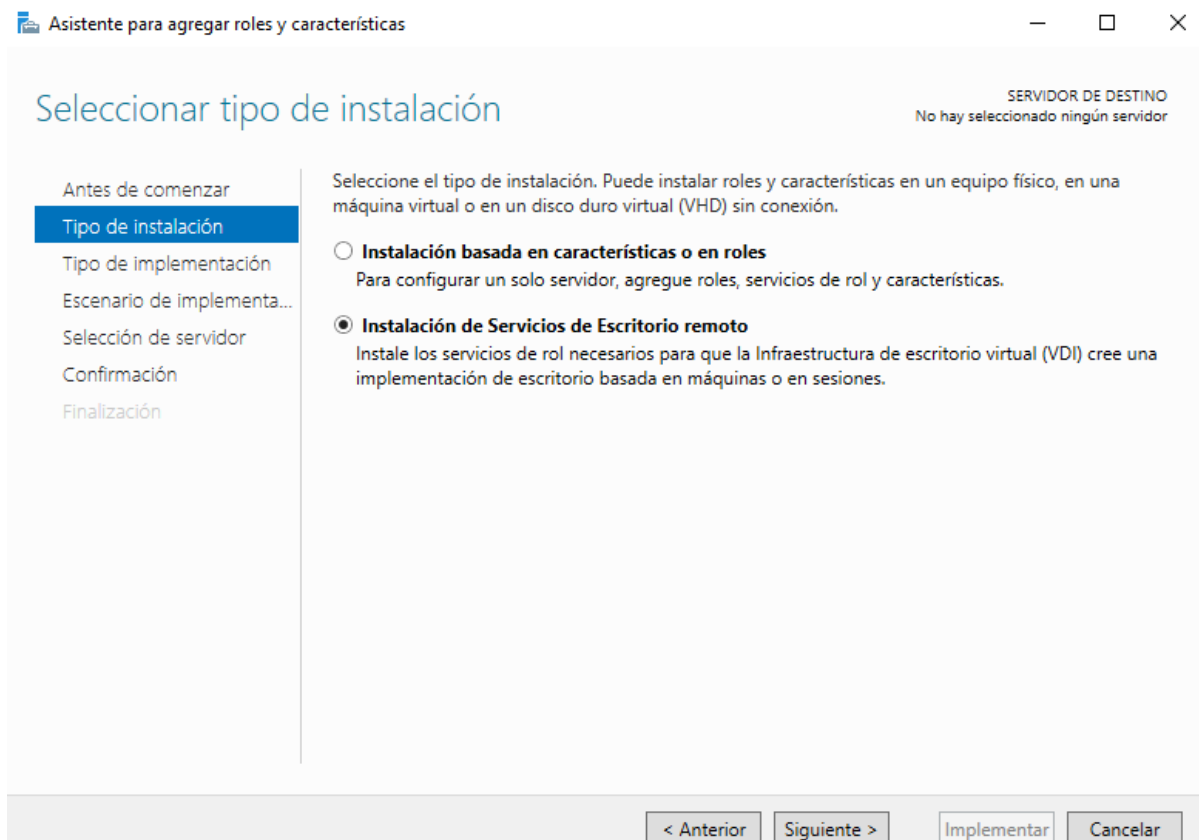 Asistente para agregar roles y características
Seleccionar tipo de instalación
SERVIDOR DE DESTINO
No hay seleccionado ningún servidor
Antes de comenzar
Tipo de instalación
Tipo de implementación
Escenario de implementa...
Selección de servidor
Confirmación
Finalización
Seleccione el tipo de instalación. Puede instalar roles y características en un equipo físico, en una
máquina virtual o en un disco duro virtual (VHD) sin conexión.
Instalación basada en características o en roles
Para configurar un solo servidor, agregue roles, servicios de rol y características.
Instalación de Servicios de Escritorio remoto
Instale los servicios de rol necesarios para que la Infraestructura de escritorio virtual (VDI) cree una
implementación de escritorio basada en máquinas o en sesiones.
< Anterior
Siguiente >
Implementar
Cancelar